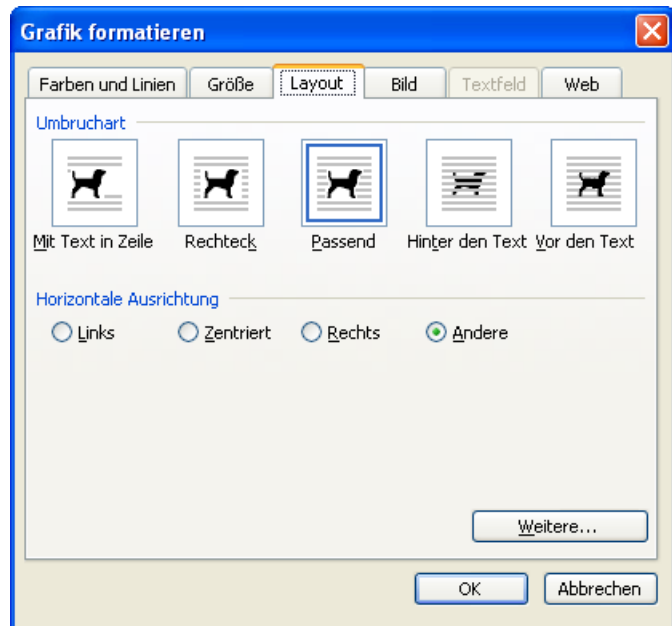 Grafik formatieren
Farben und Linien Größe Layout Bild Textfeld Web
Umbruchart
Mit Text in Zeile Rechteck Passend Hinter den Text Vor den Text
Horizontale Ausrichtung
Links Zentriert Rechts Andere
Weitere...
OK Abbrechen